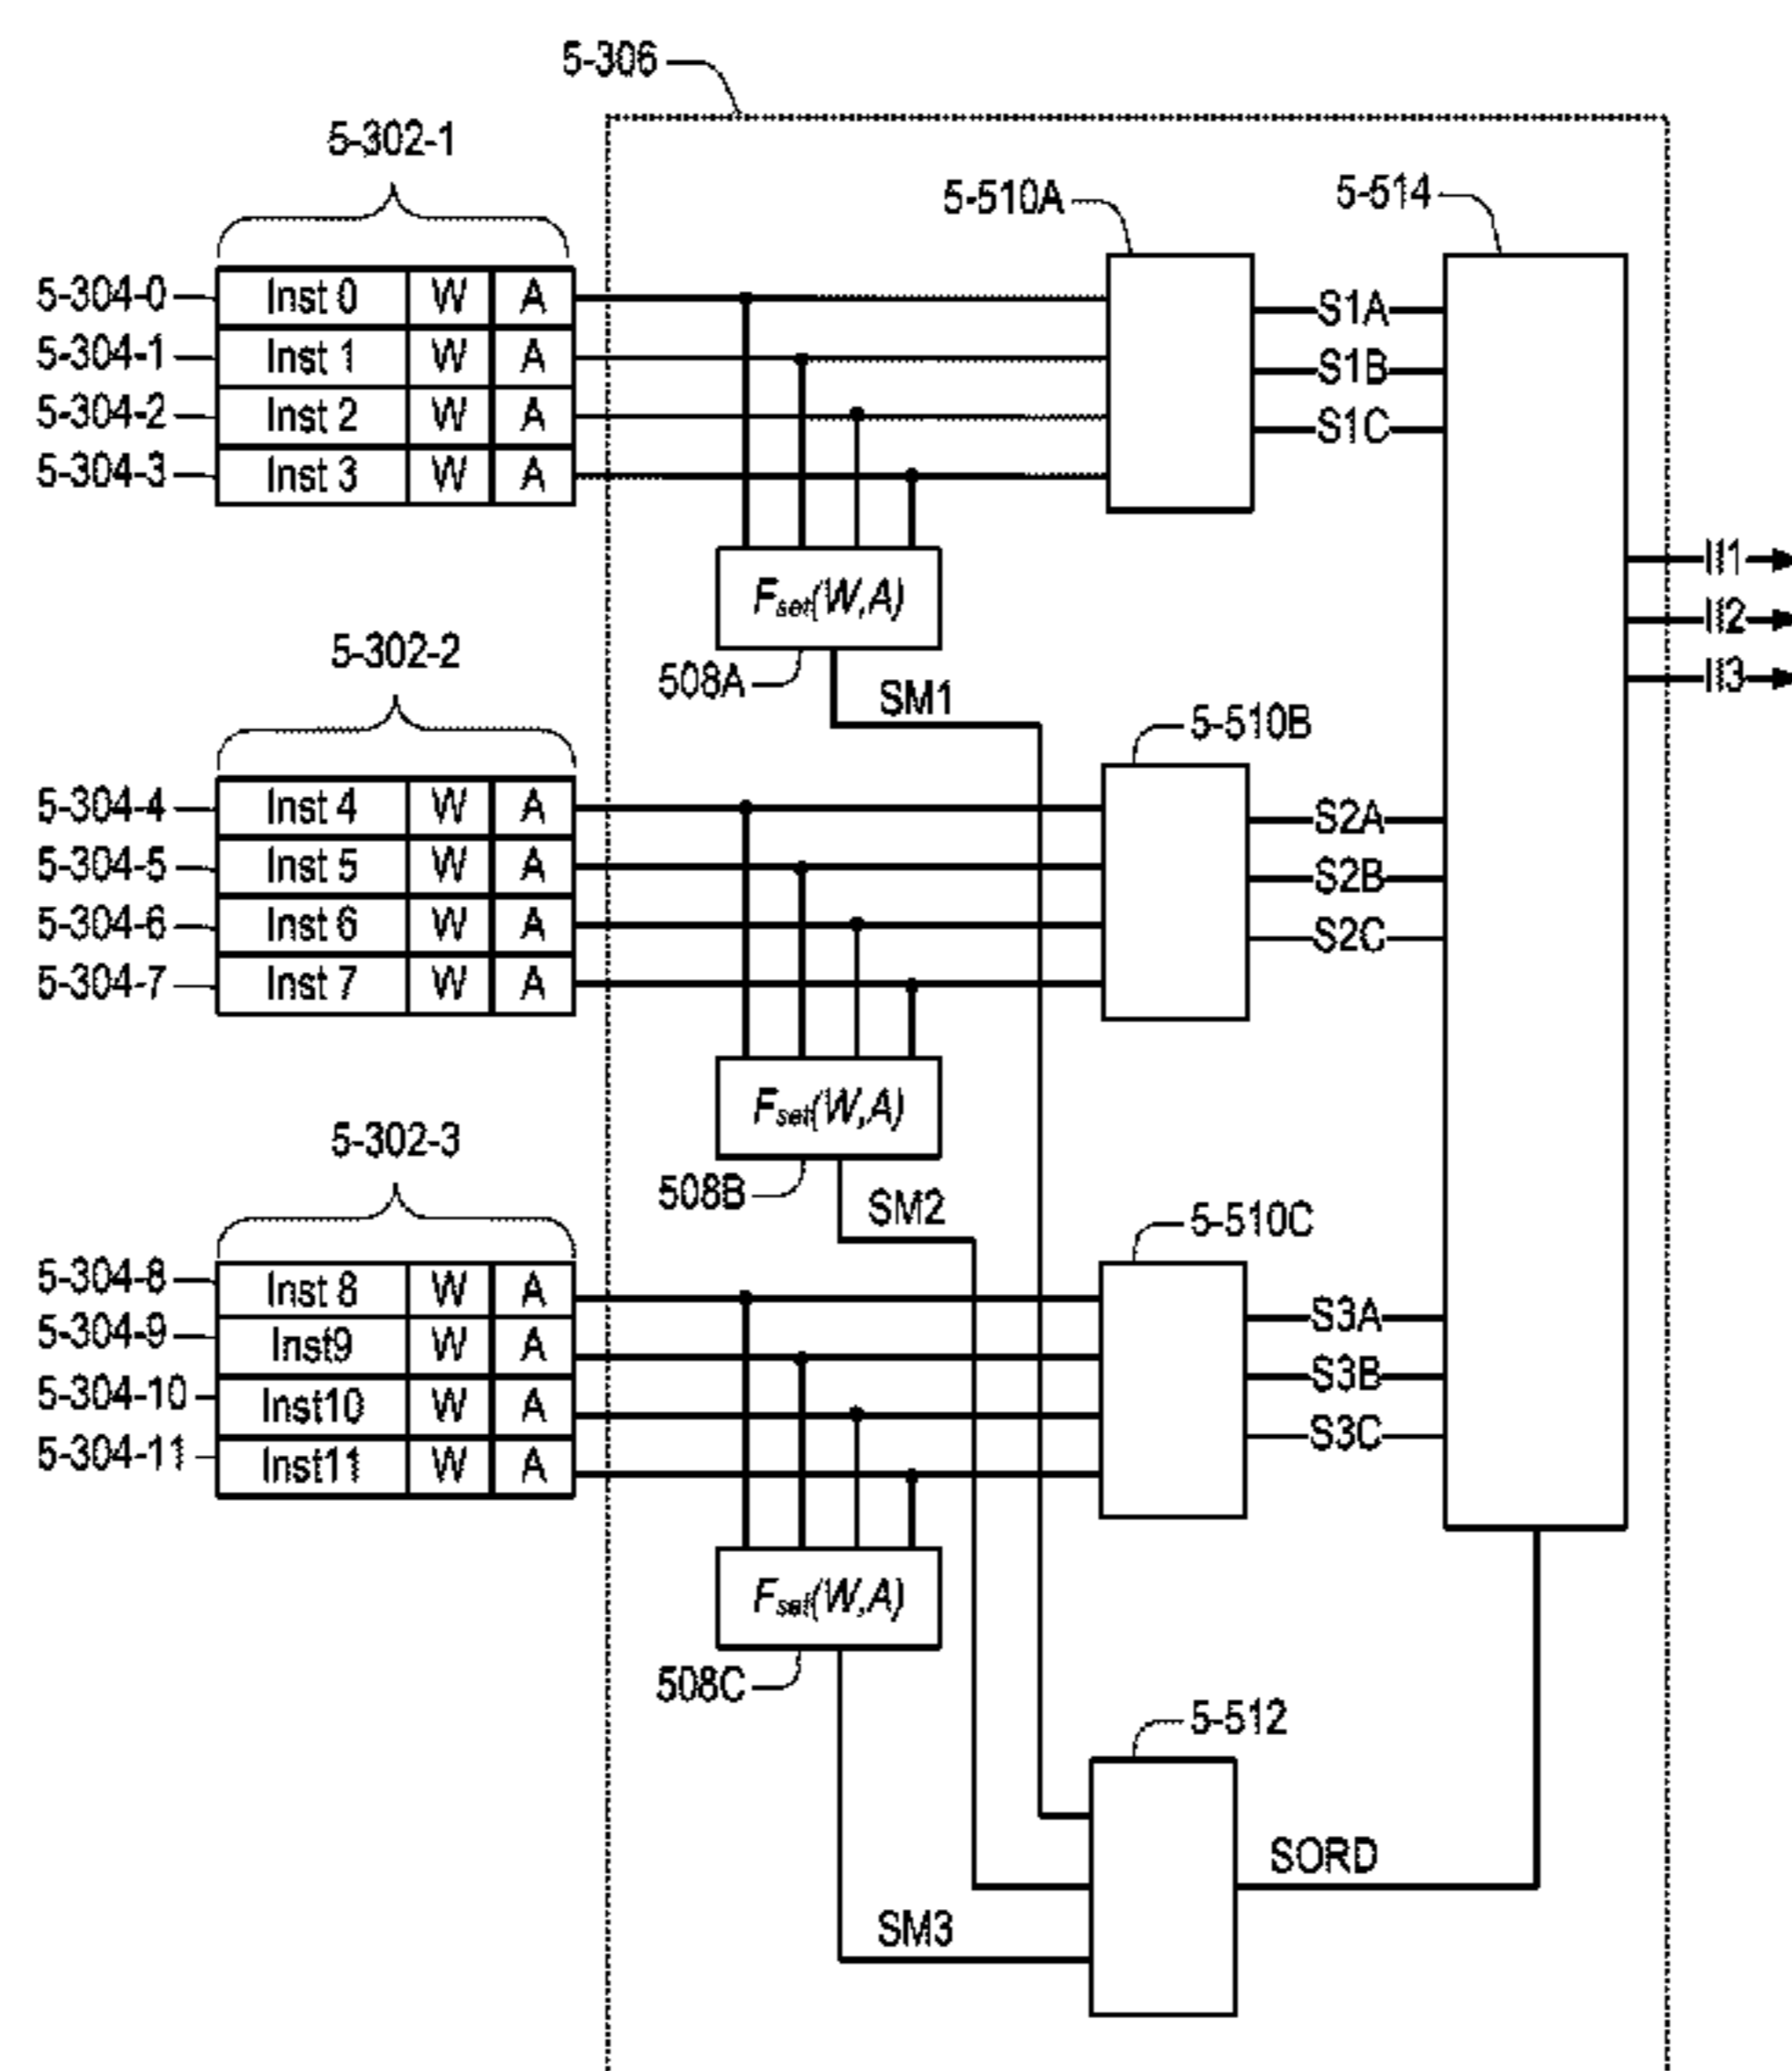 5-306
5-302-1
5-510A
5-514
5-304-0 Inst 0 W A
S1A
5-304-1 Inst 1 W A
S1B
5-304-2 Inst 2 W A
S1C
5-304-3 Inst 3 W A
II1
Fset(W,A)
II2
5-302-2
508A
II3
SM1
5-510B
5-304-4 Inst 4 W A
S2A
5-304-5 Inst 5 W A
S2B
5-304-6 Inst 6 W A
S2C
5-304-7 Inst 7 W A
Fset(W,A)
5-302-3
508B
SM2
5-510C
5-304-8 Inst 8 W A
S3A
5-304-9 Inst9 W A
S3B
5-304-10 Inst10 W A
S3C
5-304-11 Inst11 W A
Fset(W,A)
508C
5-512
SORD
SM3